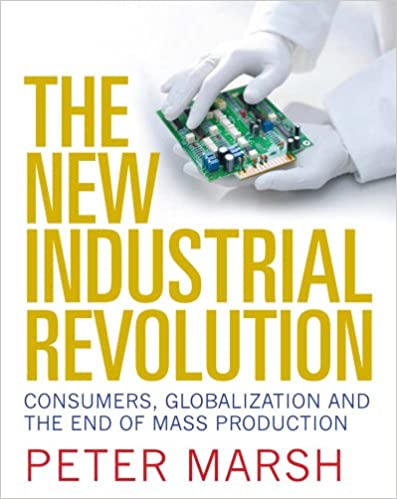 THE
NEW
INDUSTRIAL
REVOLUTION
CONSUMERS, GLOBALIZATION AND
THE END OF MASS PRODUCTION
PETER MARSH